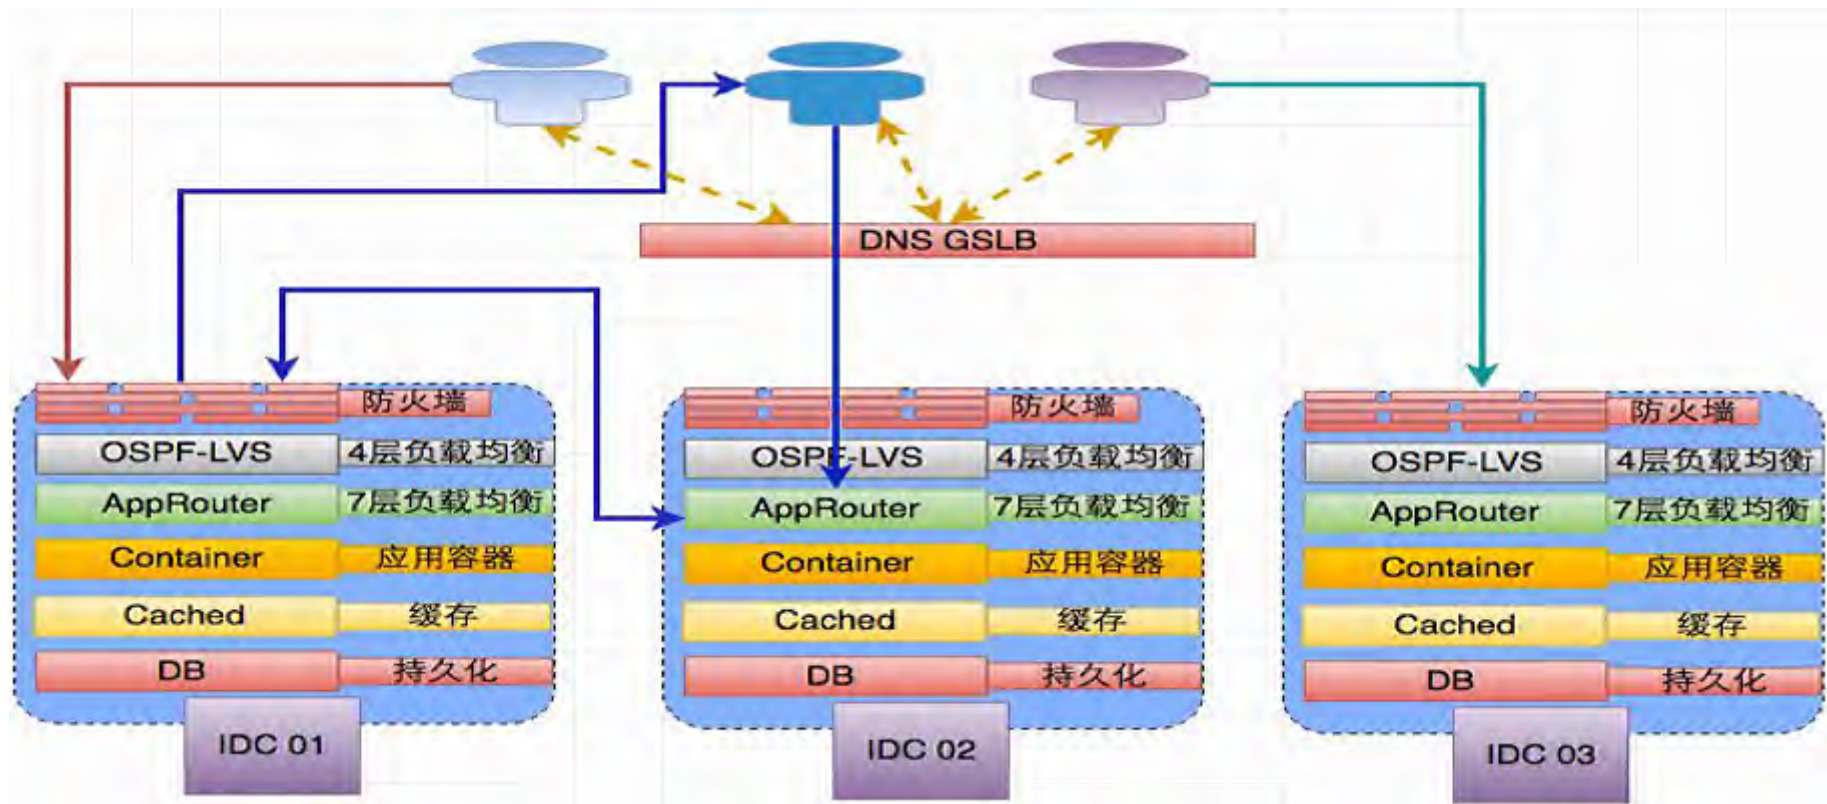 DNS GSLB
防火墙
OSPF-LVS 4层负载均衡
AppRouter 7层负载均衡
Container 应用容器
Cached 缓存
DB 持久化
IDC 01
防火墙
OSPF-LVS 4层负载均衡
AppRouter 7层负载均衡
Container 应用容器
Cached 缓存
DB 持久化
IDC 02
防火墙
OSPF-LVS 4层负载均衡
AppRouter 7层负载均衡
Container 应用容器
Cached 缓存
DB 持久化
IDC 03